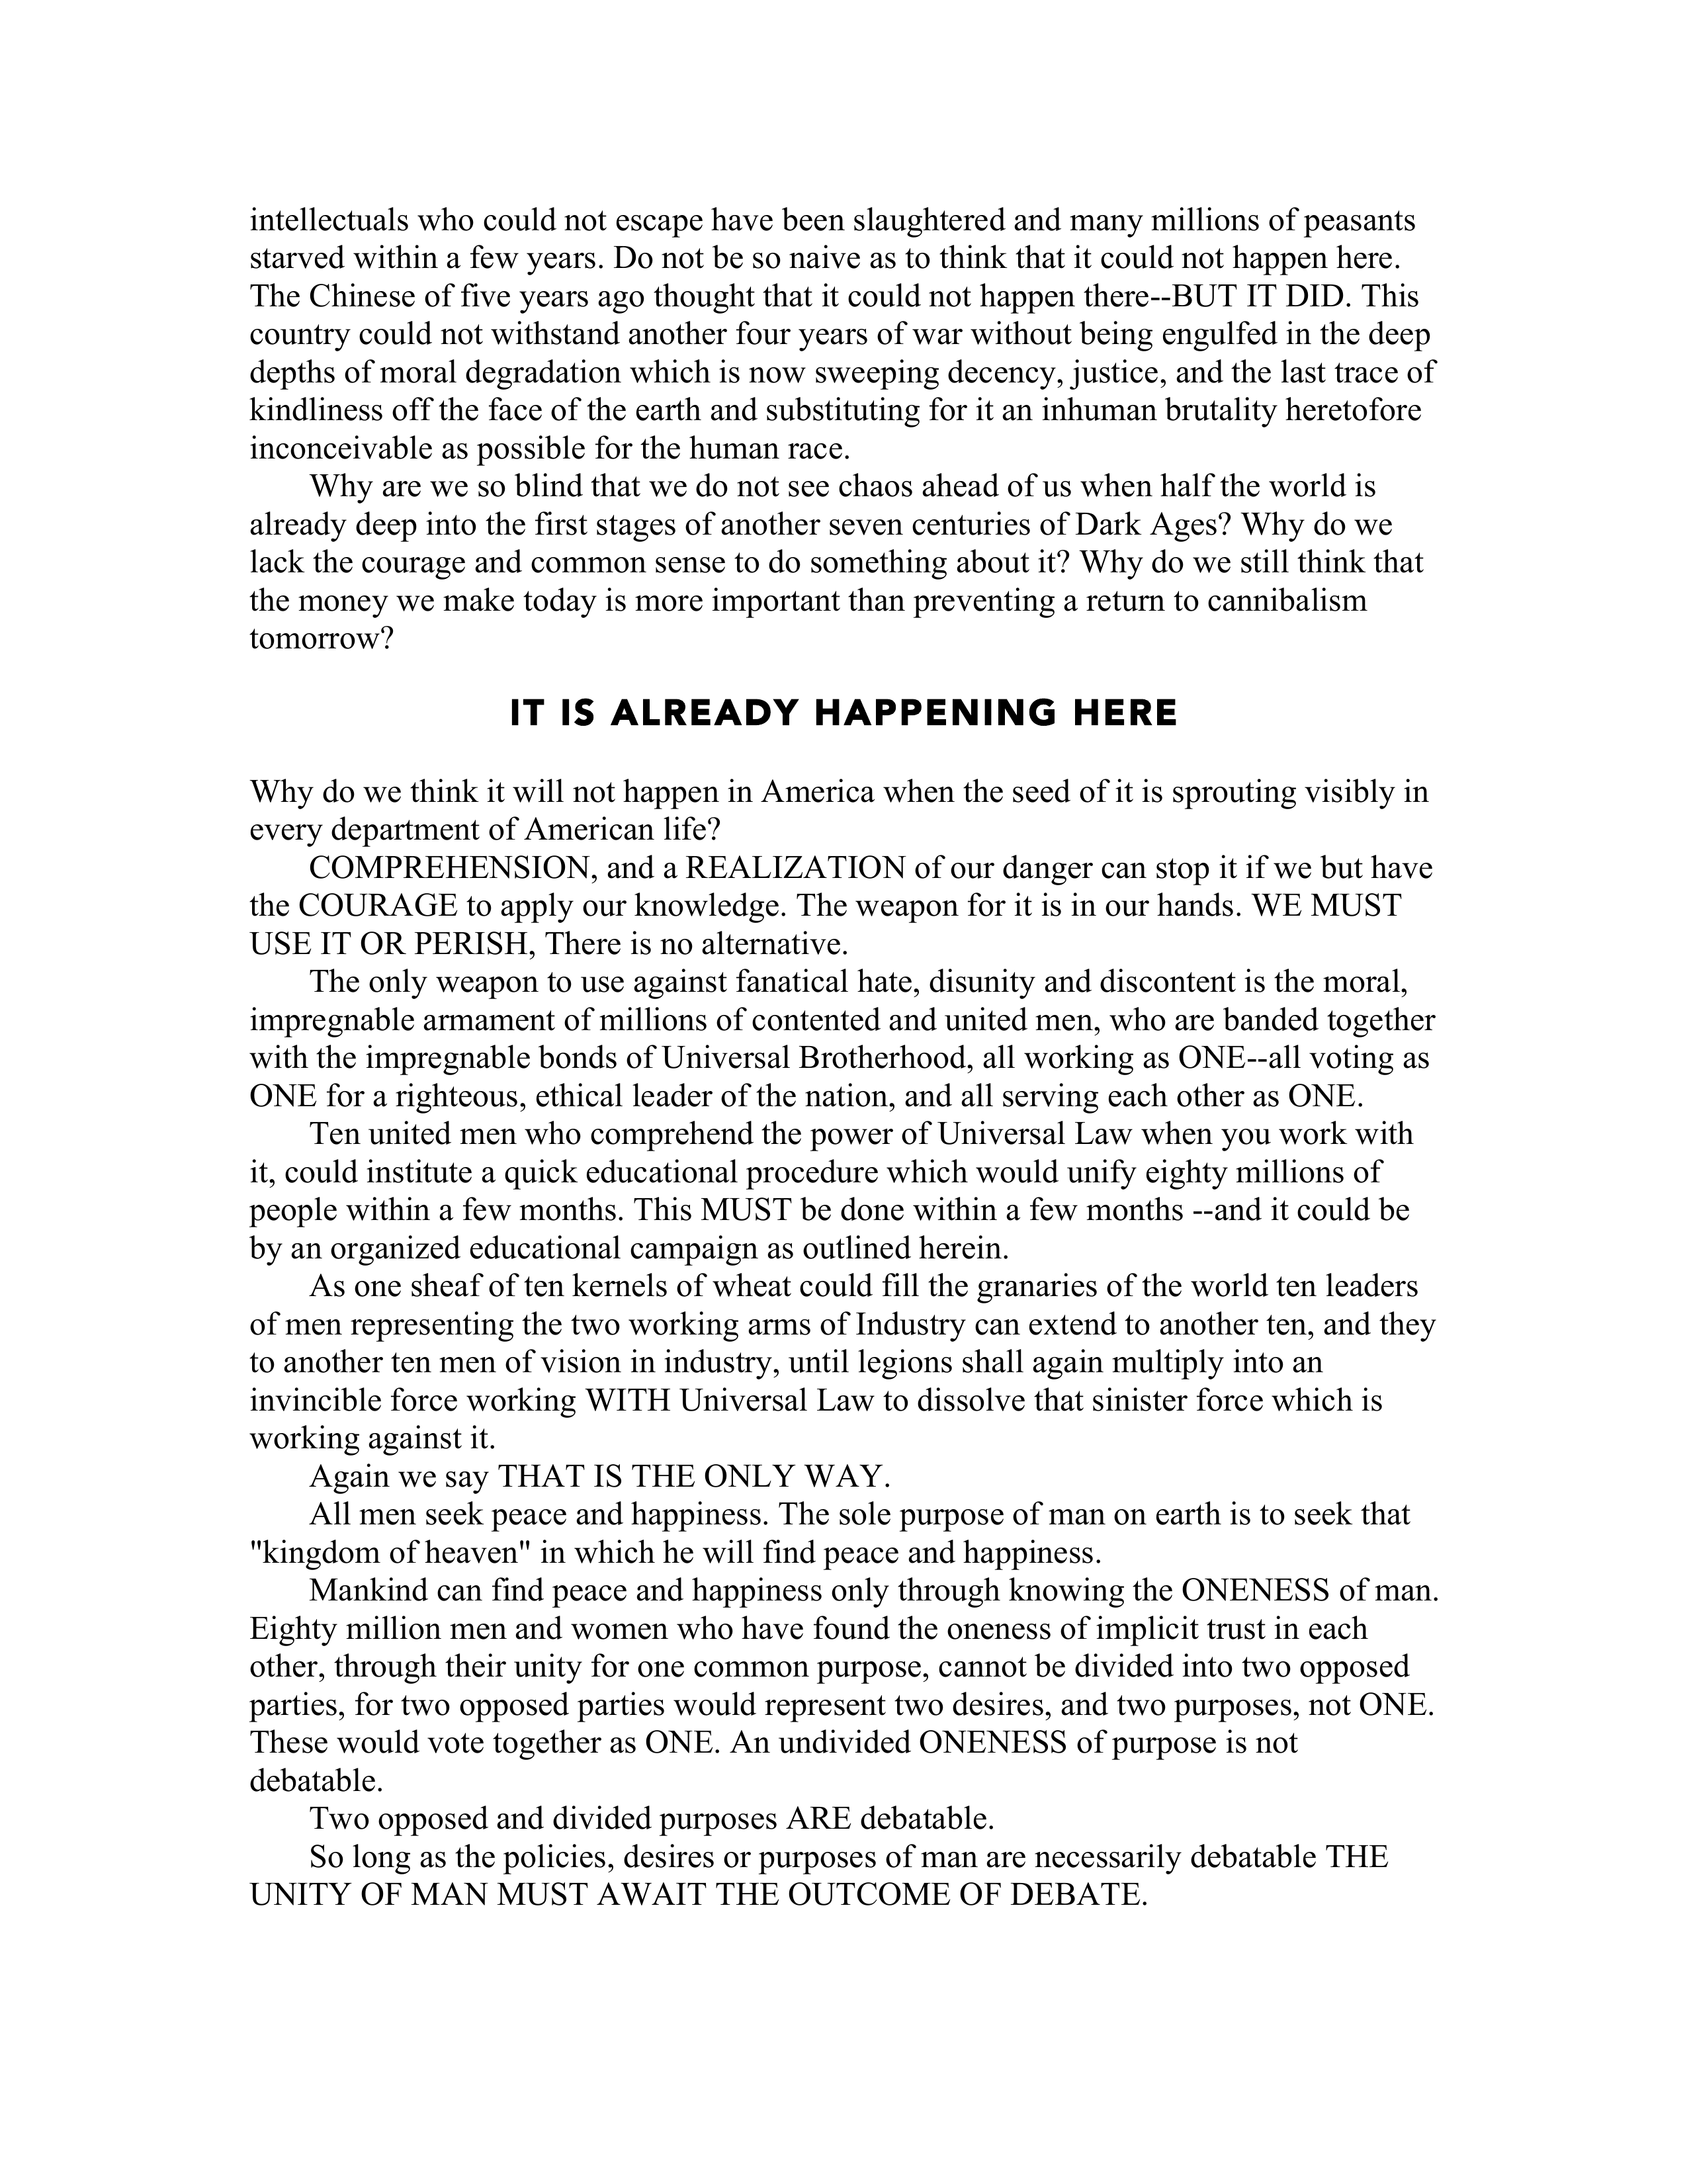 intellectuals who could not escape have been slaughtered and many millions of peasants
starved within a few years. Do not be so naive as to think that it could not happen here.
The Chinese of five years ago thought that it could not happen there--BUT IT DID. This
country could not withstand another four years of war without being engulfed in the deep
depths of moral degradation which is now sweeping decency, justice, and the last trace of
kindliness off the face of the earth and substituting for it an inhuman brutality heretofore
inconceivable as possible for the human race.
Why are we so blind that we do not see chaos ahead of us when half the world is
already deep into the first stages of another seven centuries of Dark Ages? Why do we
lack the courage and common sense to do something about it? Why do we still think that
the money we make today is more important than preventing a return to cannibalism
tomorrow?
IT IS ALREADY HAPPENING HERE
Why do we think it will not happen in America when the seed of it is sprouting visibly in
every department of American life?
COMPREHENSION, and a REALIZATION of our danger can stop it if we but have
the COURAGE to apply our knowledge. The weapon for it is in our hands. WE MUST
USE IT OR PERISH, There is no alternative.
The only weapon to use against fanatical hate, disunity and discontent is the moral,
impregnable armament of millions of contented and united men, who are banded together
with the impregnable bonds of Universal Brotherhood, all working as ONE--all voting as
ONE for a righteous, ethical leader of the nation, and all serving each other as ONE.
Ten united men who comprehend the power of Universal Law when you work with
it, could institute a quick educational procedure which would unify eighty millions of
people within a few months. This MUST be done within a few months --and it could be
by an organized educational campaign as outlined herein.
As one sheaf of ten kernels of wheat could fill the granaries of the world ten leaders
of men representing the two working arms of Industry can extend to another ten, and they
to another ten men of vision in industry, until legions shall again multiply into an
invincible force working WITH Universal Law to dissolve that sinister force which is
working against it.
Again we say THAT IS THE ONLY WAY.
All men seek peace and happiness. The sole purpose of man on earth is to seek that
"kingdom of heaven" in which he will find peace and happiness.
Mankind can find peace and happiness only through knowing the ONENESS of man.
Eighty million men and women who have found the oneness of implicit trust in each
other, through their unity for one common purpose, cannot be divided into two opposed
parties, for two opposed parties would represent two desires, and two purposes, not ONE.
These would vote together as ONE. An undivided ONENESS of purpose is not
debatable.
Two opposed and divided purposes ARE debatable.
So long as the policies, desires or purposes of man are necessarily debatable THE
UNITY OF MAN MUST AWAIT THE OUTCOME OF DEBATE.